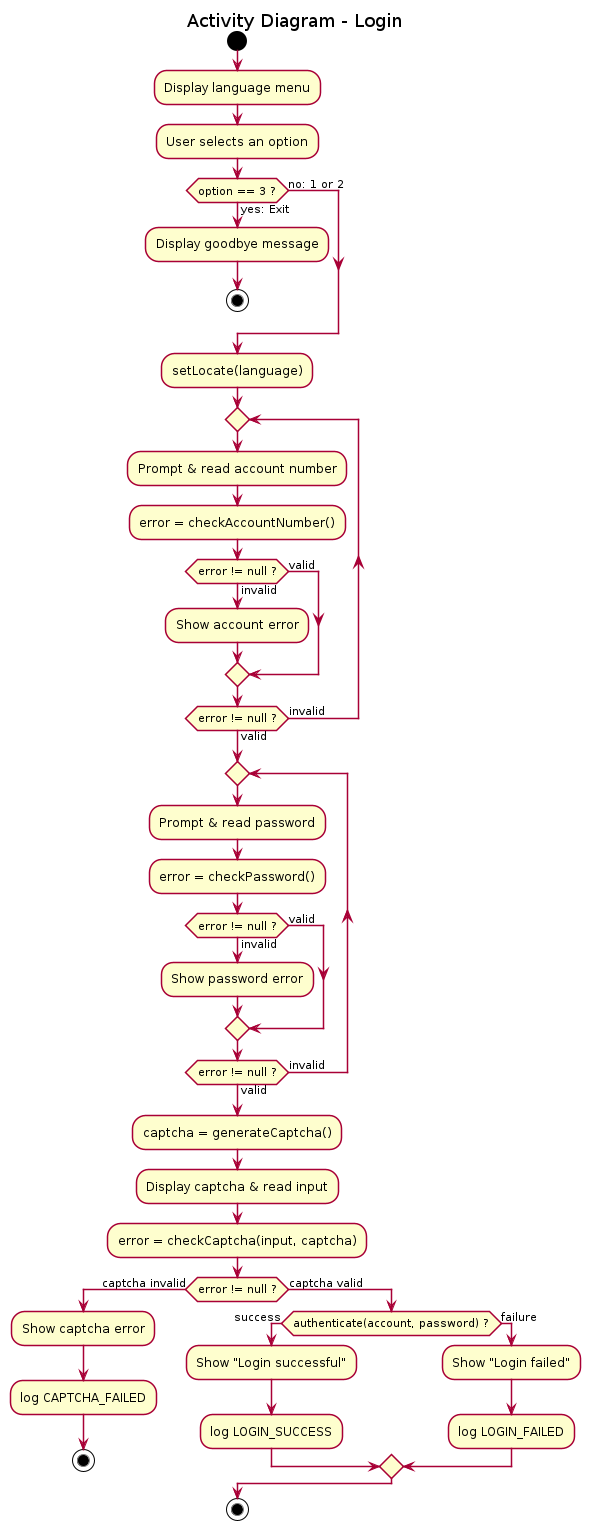 Activity Diagram - Login
Display language menu
User selects an option
option == 3 ?
no: 1 or 2
yes: Exit
Display goodbye message
setLocate(language)
Prompt & read account number
error = checkAccountNumber()
error != null ?
valid
invalid
Show account error
error != null ?
invalid
valid
Prompt & read password
error = checkPassword()
error != null ?
valid
invalid
Show password error
error != null ?
invalid
valid
captcha = generateCaptcha()
Display captcha & read input
error = checkCaptcha(input, captcha)
captcha invalid
error != null ?
captcha valid
Show captcha error
log CAPTCHA_FAILED
success
authenticate(account, password) ?
failure
Show "Login successful"
Show "Login failed"
log LOGIN_SUCCESS
log LOGIN_FAILED